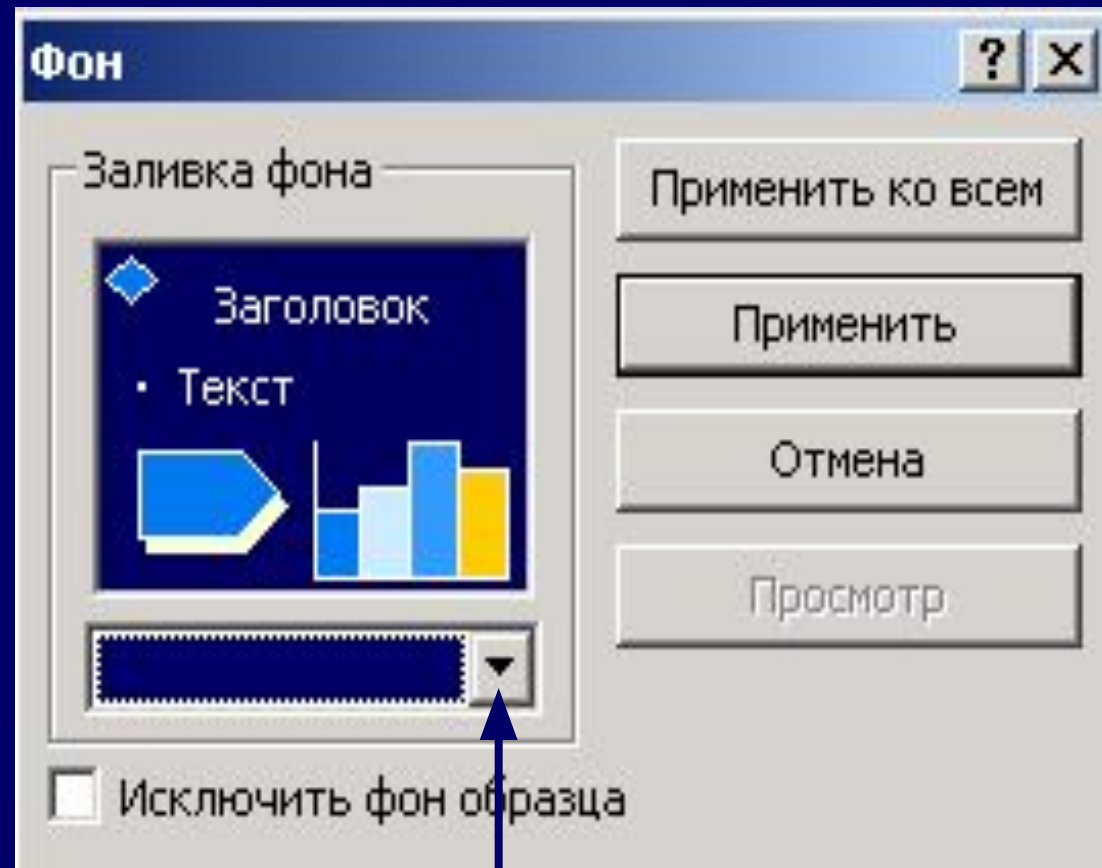 Фон
Заливка фона
Заголовок
· Текст
Применить ко всем
Применить
Отмена
Просмотр
Исключить фон образца